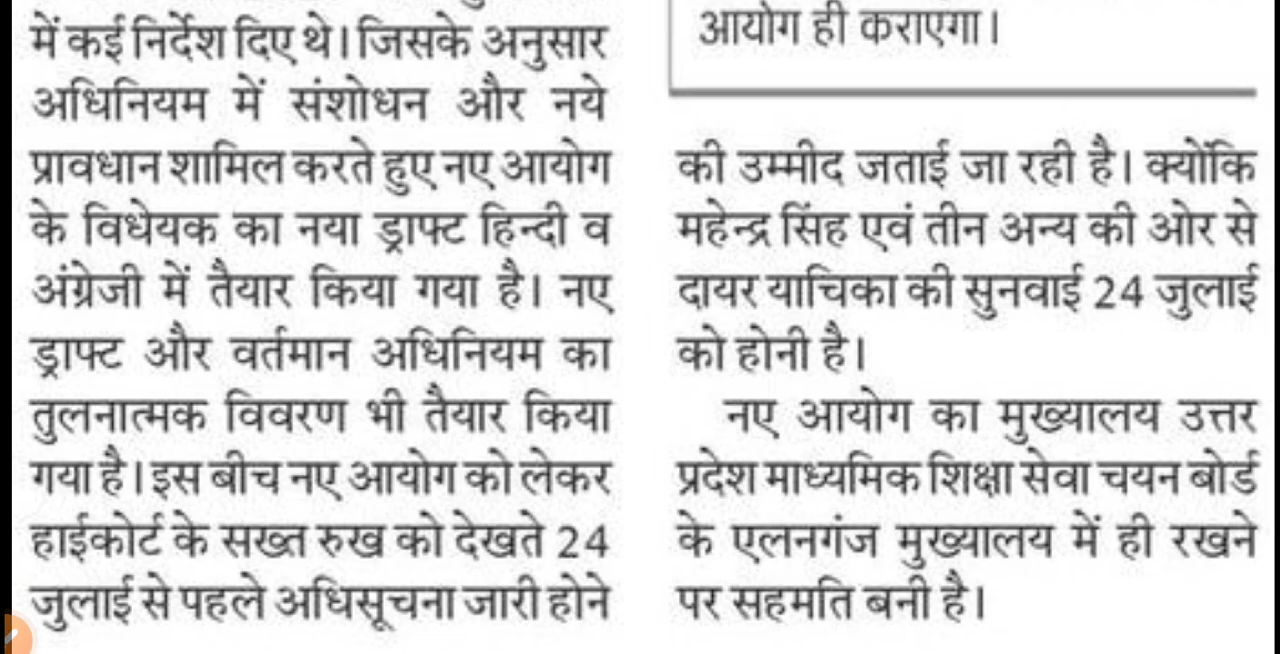 में कई निर्देश दिए थे। जिसके अनुसार
अधिनियम में संशोधन और नये
प्रावधान शामिल करते हुए नए आयोग
के विधेयक का नया ड्राफ्ट हिन्दी व
अंग्रेजी में तैयार किया गया है। नए
ड्राफ्ट और वर्तमान अधिनियम का
तुलनात्मक विवरण भी तैयार किया
गया है। इस बीच नए आयोग को लेकर
हाईकोर्ट के सख्त रुख को देखते 24
जुलाई से पहले अधिसूचना जारी होने
आयोग ही कराएगा।
की उम्मीद जताई जा रही है। क्योंकि
महेन्द्र सिंह एवं तीन अन्य की ओर से
दायर याचिका की सुनवाई 24 जुलाई
को होनी है।
नए आयोग का मुख्यालय उत्तर
प्रदेश माध्यमिक शिक्षा सेवा चयन बोर्ड
के एलनगंज मुख्यालय में ही रखने
पर सहमति बनी है।